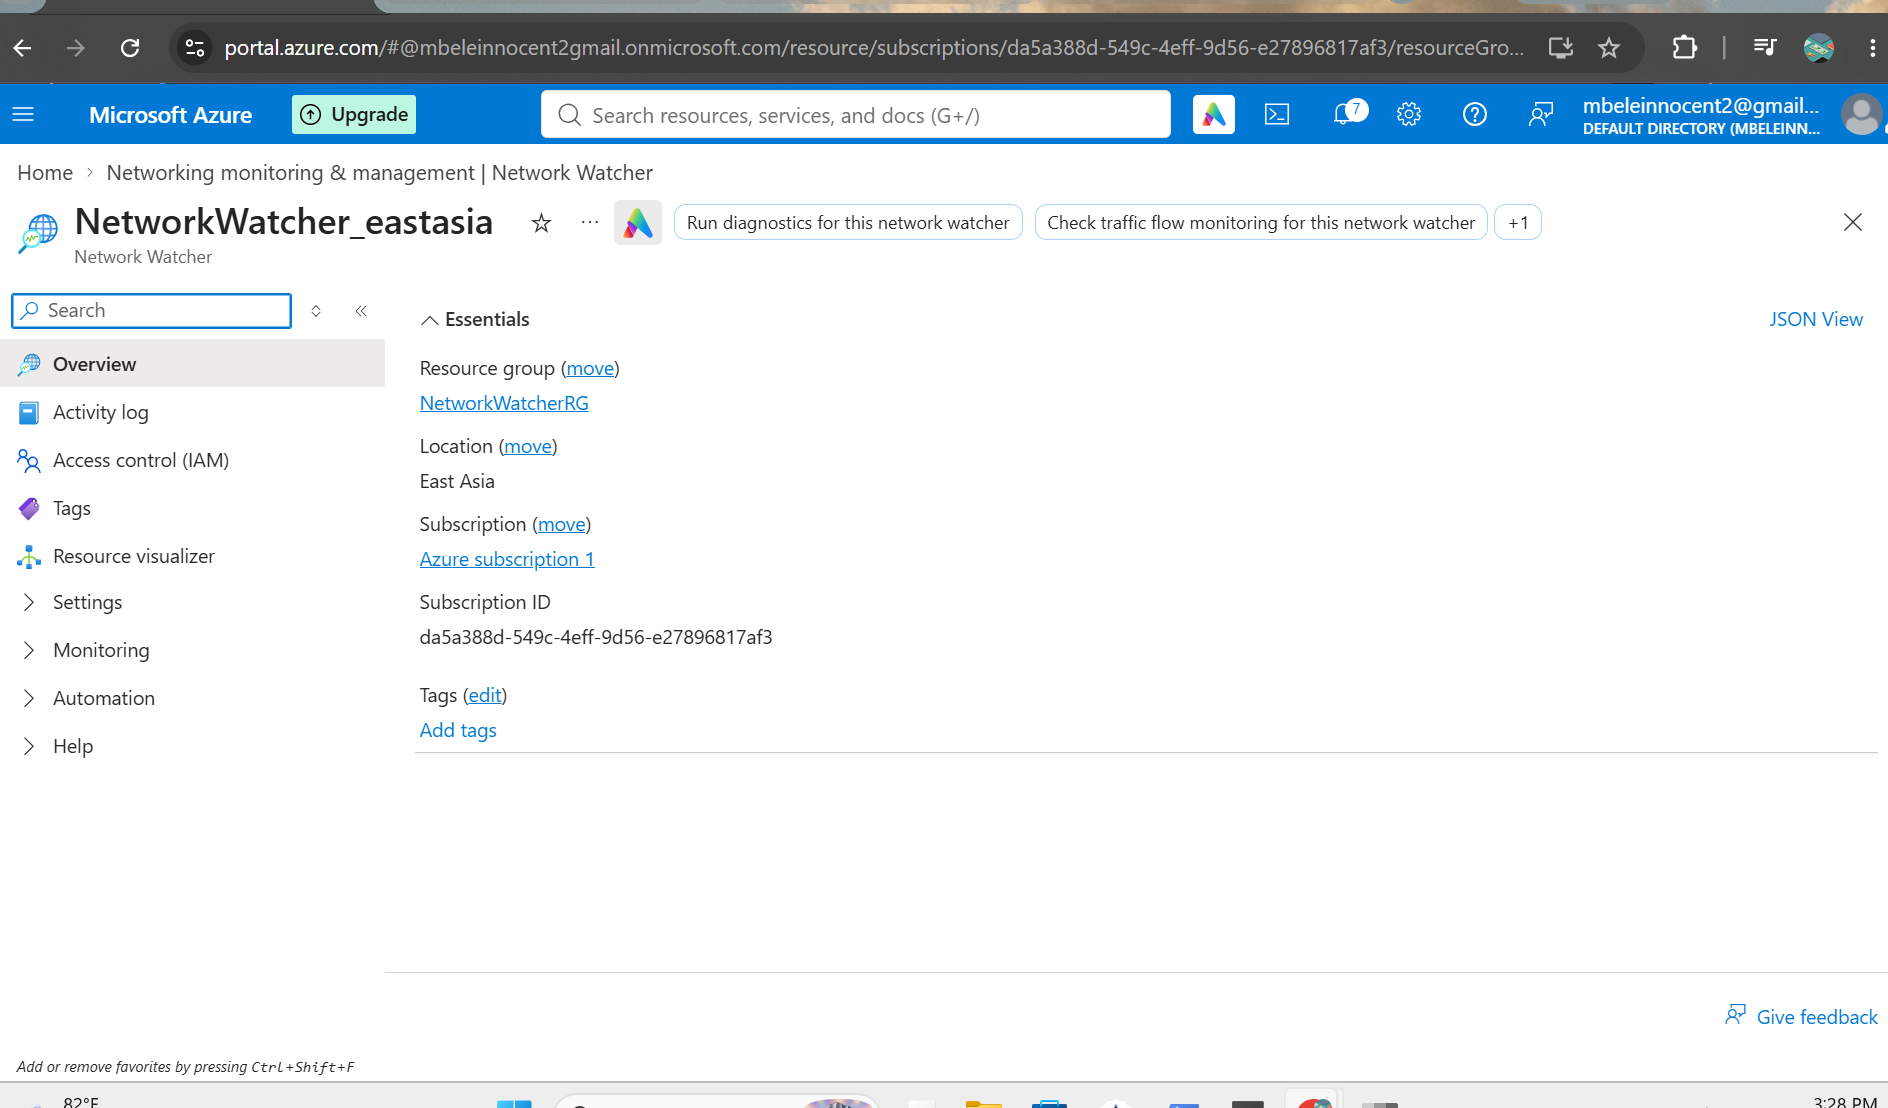 portal.azure.com/#@mbeleinnocent2gmail.onmicrosoft.com/resource/subscriptions/da5a388d-549c-4eff-9d56-e27896817af3/resourceGro...
Microsoft Azure
Upgrade
Search resources, services, and docs (G+/)
7
mbeleinnocent2@gmail...
DEFAULT DIRECTORY (MBELEINN...
Home > Networking monitoring & management | Network Watcher
NetworkWatcher_eastasia
Network Watcher
Run diagnostics for this network watcher
Check traffic flow monitoring for this network watcher
+1
Search
Overview
Activity log
Access control (IAM)
Tags
Resource visualizer
Settings
Monitoring
Automation
Help
Essentials
JSON View
Resource group (move)
NetworkWatcherRG
Location (move)
East Asia
Subscription (move)
Azure subscription 1
Subscription ID
da5a388d-549c-4eff-9d56-e27896817af3
Tags (edit)
Add tags
Give feedback
Add or remove favorites by pressing Ctrl+Shift+F
82°F
3:28 PM